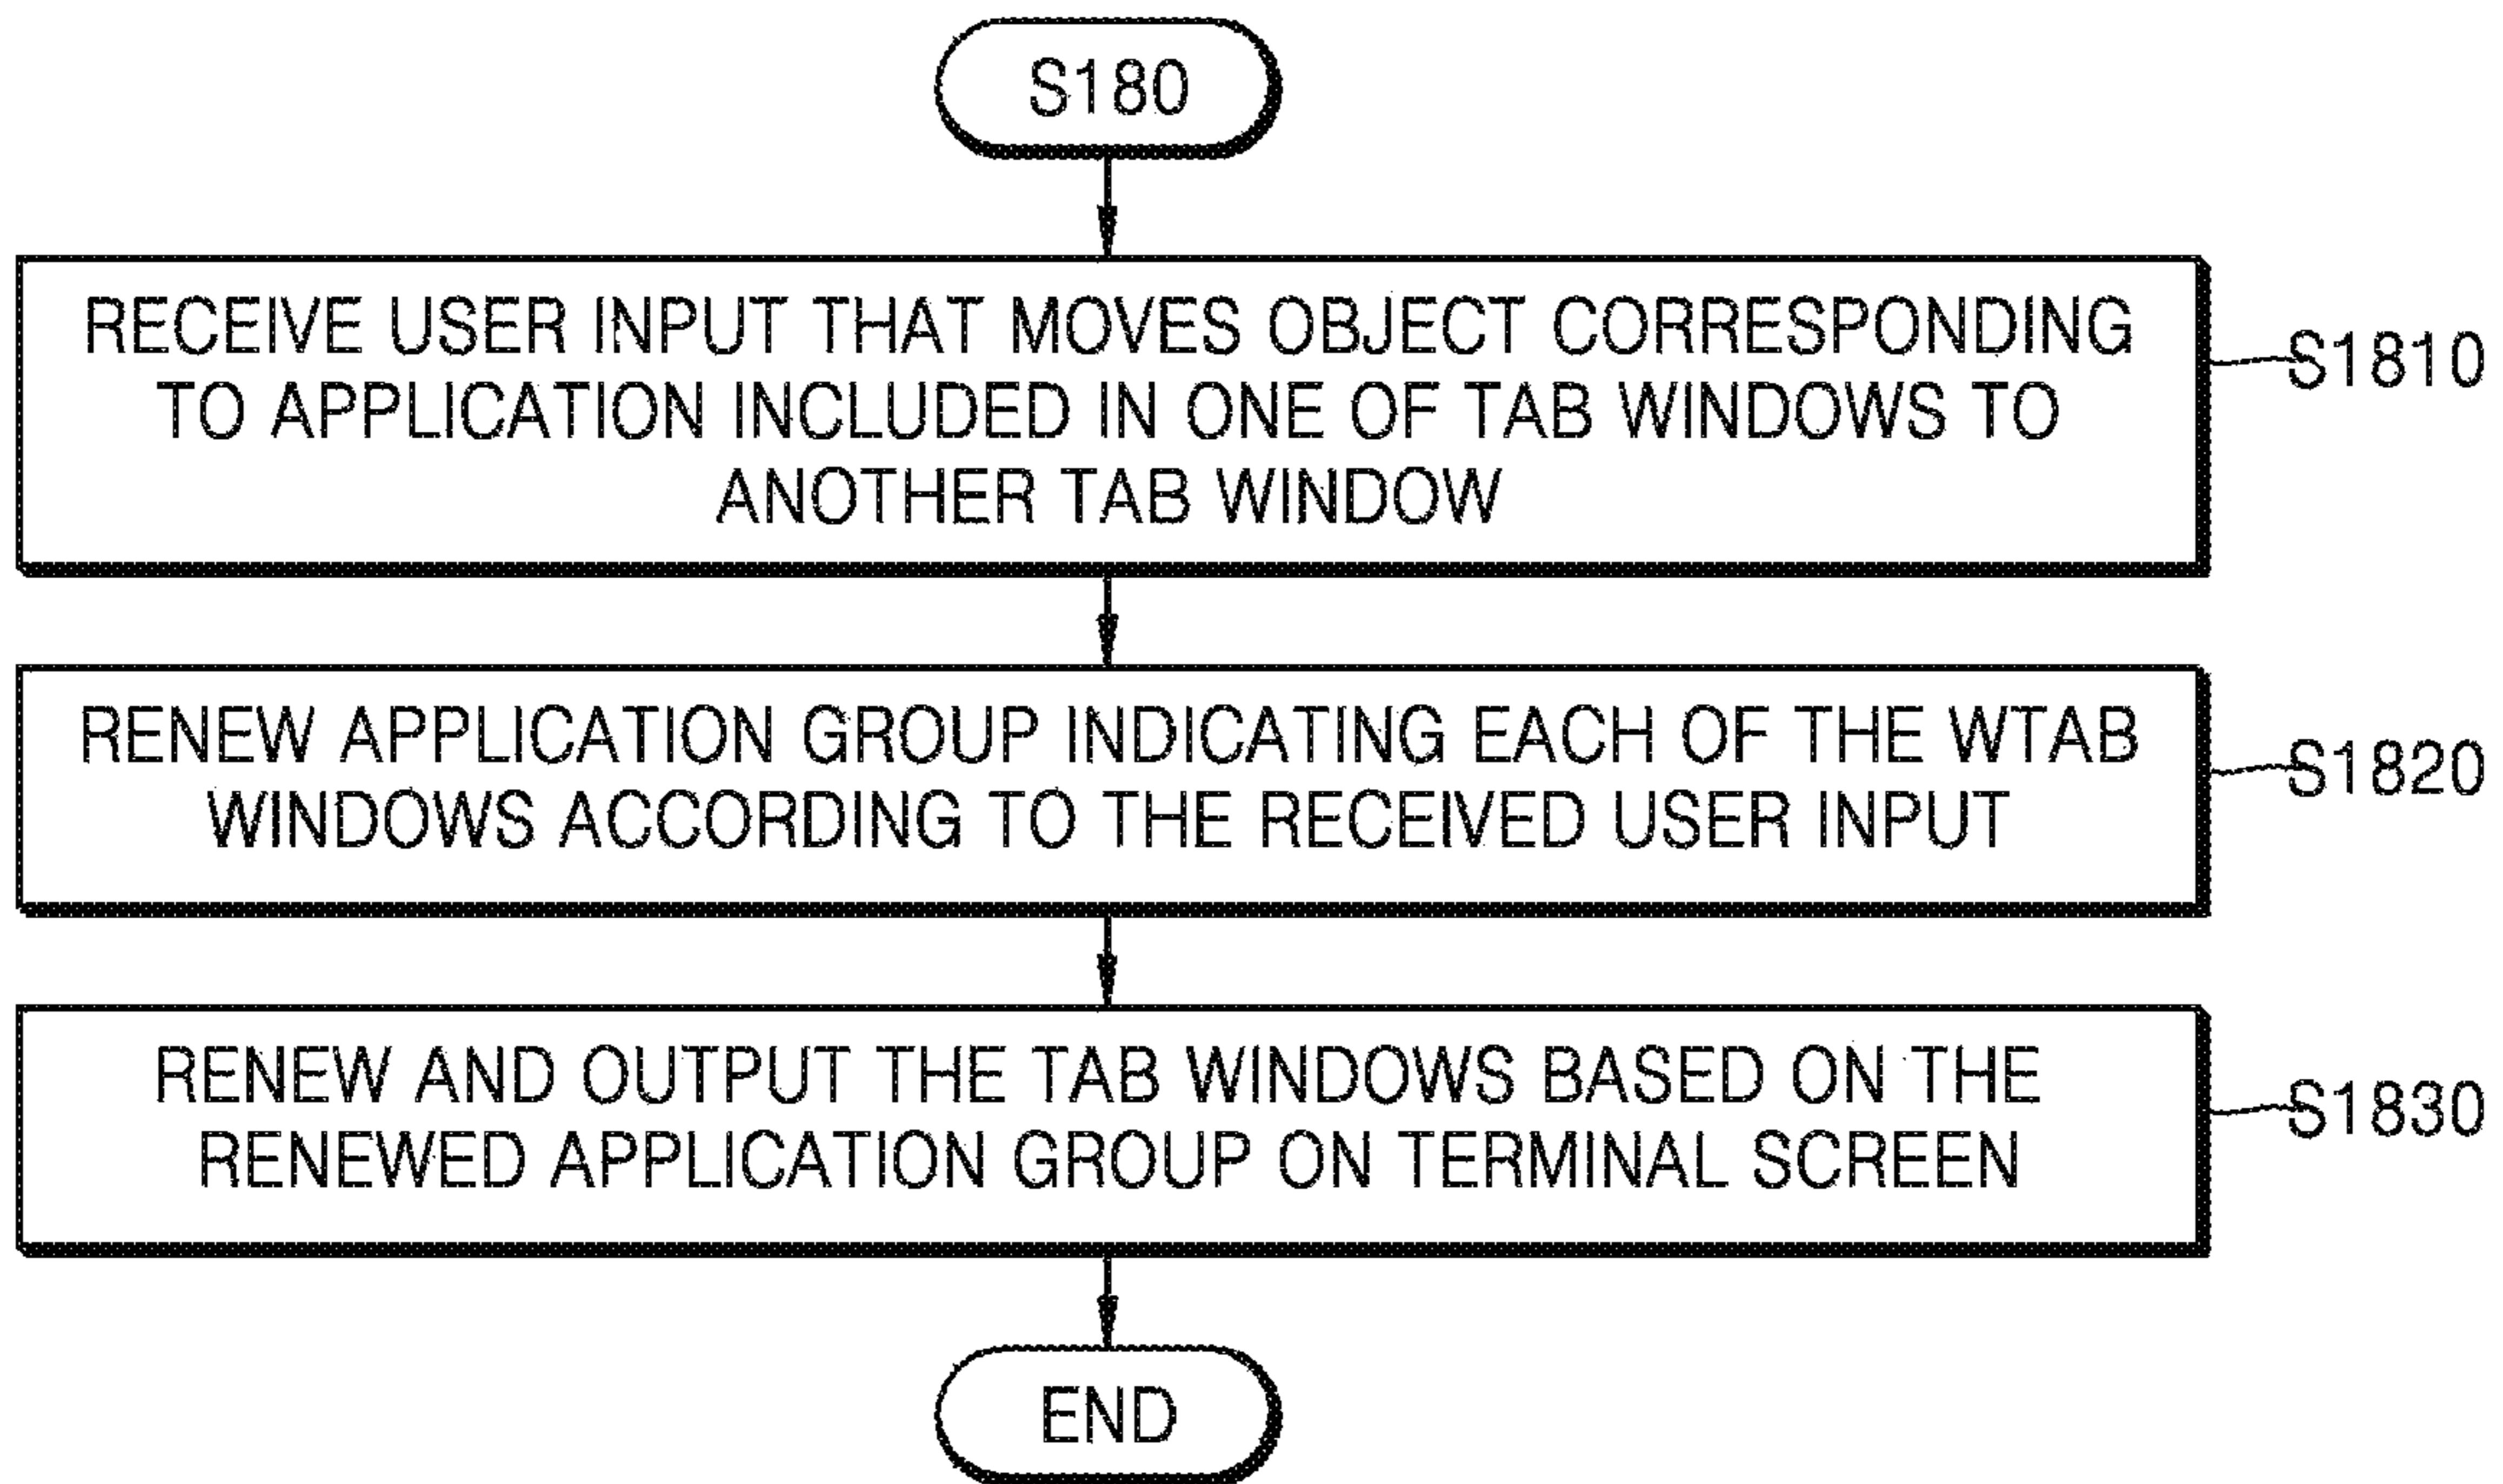 S180
RECEIVE USER INPUT THAT MOVES OBJECT CORRESPONDING
TO APPLICATION INCLUDED IN ONE OF TAB WINDOWS TO
ANOTHER TAB WINDOW
S1810
RENEW APPLICATION GROUP INDICATING EACH OF THE WTAB
WINDOWS ACCORDING TO THE RECEIVED USER INPUT
S1820
RENEW AND OUTPUT THE TAB WINDOWS BASED ON THE
RENEWED APPLICATION GROUP ON TERMINAL SCREEN
S1830
END